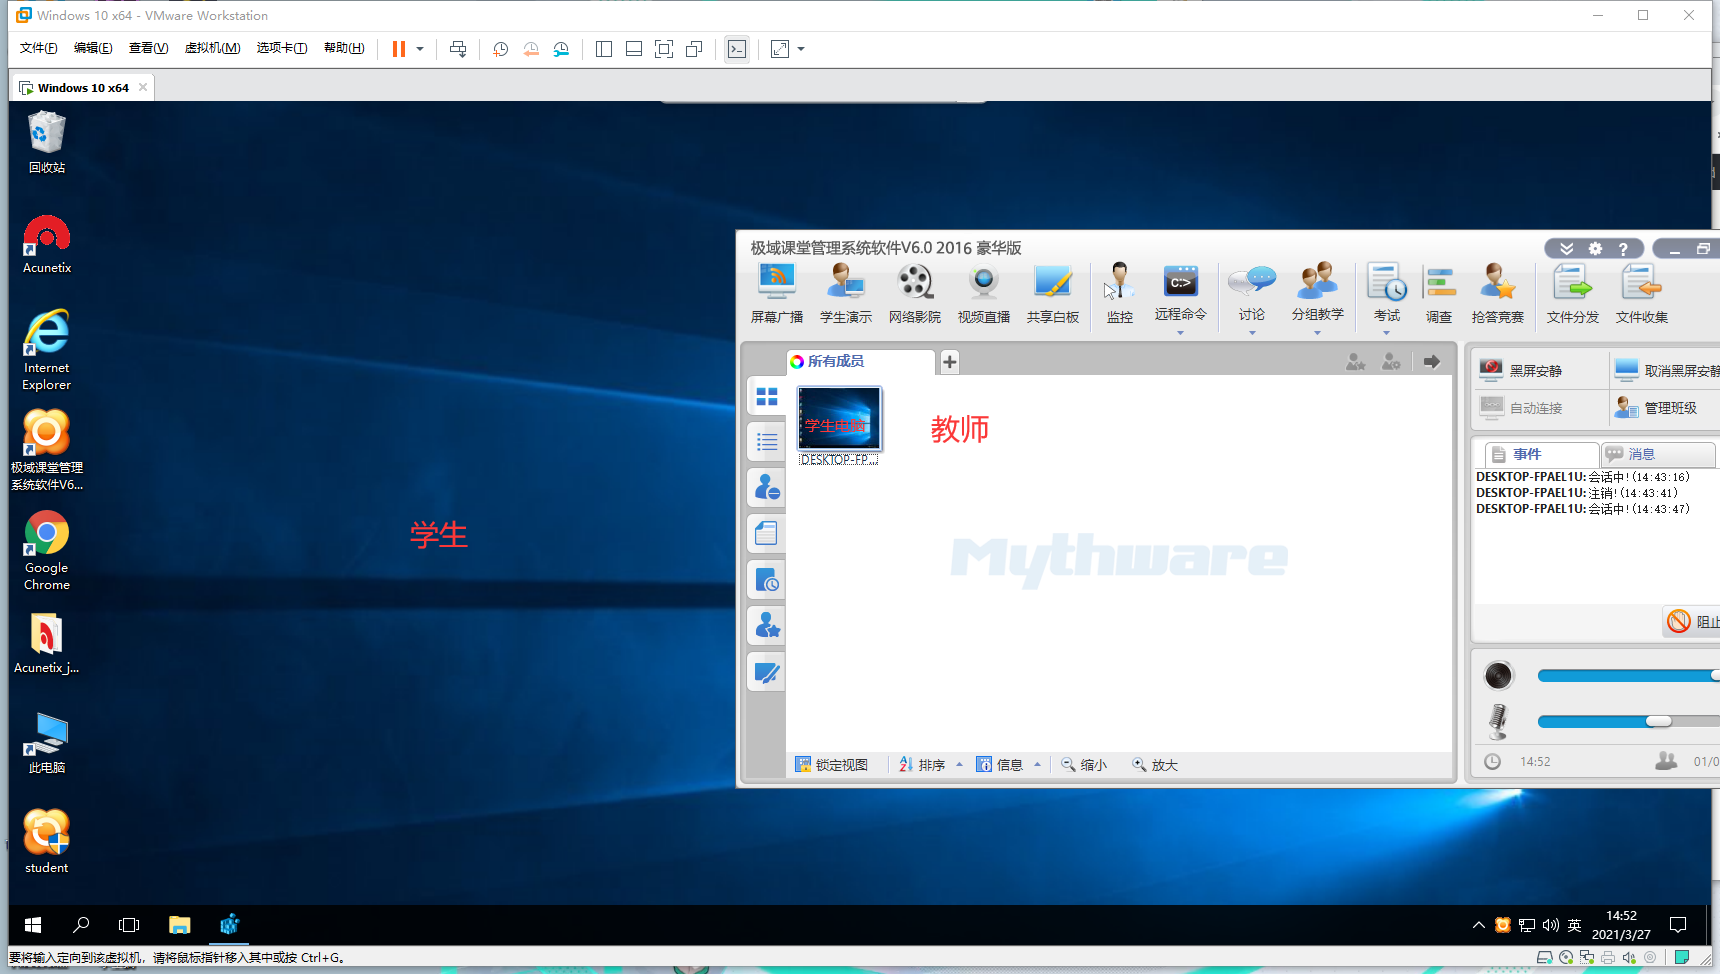 Windows 10 x64 - VMware Workstation
文件(F) 编辑(E) 查看(V) 虚拟机(M) 选项卡(T) 帮助(H)
Windows 10 x64
回收站
Acunetix
Internet
Explorer
极域课堂管理
系统软件V6...
Google
Chrome
Acunetix j...
此电脑
student
学生
极域课堂管理系统软件V6.0 2016 豪华版
屏幕广播 学生演示 网络影院 视频直播 共享白板 监控 远程命令 讨论 分组教学 考试 调查 抢答竞赛 文件分发 文件收集
所有成员
学生电脑
DESKTOP-FP...
教师
Mythware
黑屏安静 取消黑屏安静
自动连接 管理班级
事件 消息
DESKTOP-FPAEL1U: 会话中!(14:43:16)
DESKTOP-FPAEL1U: 注销!(14:43:41)
DESKTOP-FPAEL1U: 会话中!(14:43:47)
阻止
14:52 01/0
锁定视图 排序 信息 缩小 放大
英
14:52
2021/3/27
要将输入定向到该虚拟机，请将鼠标指针移入其中或按 Ctrl+G。